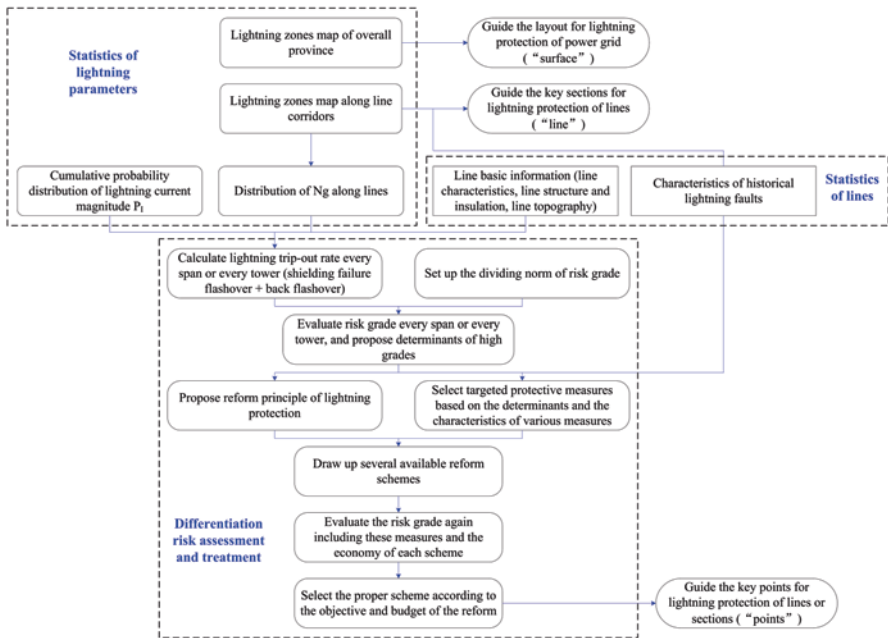 Statistics of
lightning
parameters
Lightning zones map of overall
province
Guide the layout for lightning
protection of power grid
(“surface”)
Lightning zones map along line
corridors
Guide the key sections for
lightning protection of lines
(“line”)
Cumulative probability
distribution of lightning current
magnitude P₁
Distribution of Ng along lines
Line basic information (line
characteristics, line structure and
insulation, line topography)
Characteristics of historical
lightning faults
Statistics
of lines
Calculate lightning trip-out rate every
span or every tower (shielding failure
flashover + back flashover)
Set up the dividing norm of risk grade
Evaluate risk grade every span or every
tower, and propose determinants of high
grades
Propose reform principle of lightning
protection
Select targeted protective measures
based on the determinants and the
characteristics of various measures
Draw up several available reform
schemes
Differentiation
risk assessment
and treatment
Evaluate the risk grade again
including these measures and the
economy of each scheme
Select the proper scheme according to
the objective and budget of the reform
Guide the key points for
lightning protection of lines or
sections (“points”)